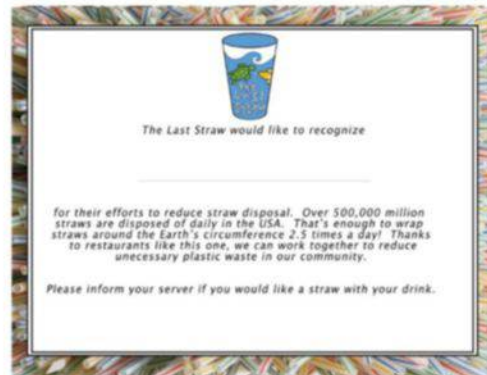 The Last Straw would like to recognize
for their efforts to reduce straw disposal. Over 500,000 million
straws are disposed of daily in the USA. That's enough to wrap
straws around the Earth's circumference 2.5 times a day! Thanks
to restaurants like this one, we can work together to reduce
unecessary plastic waste in our community.
Please inform your server if you would like a straw with your drink.